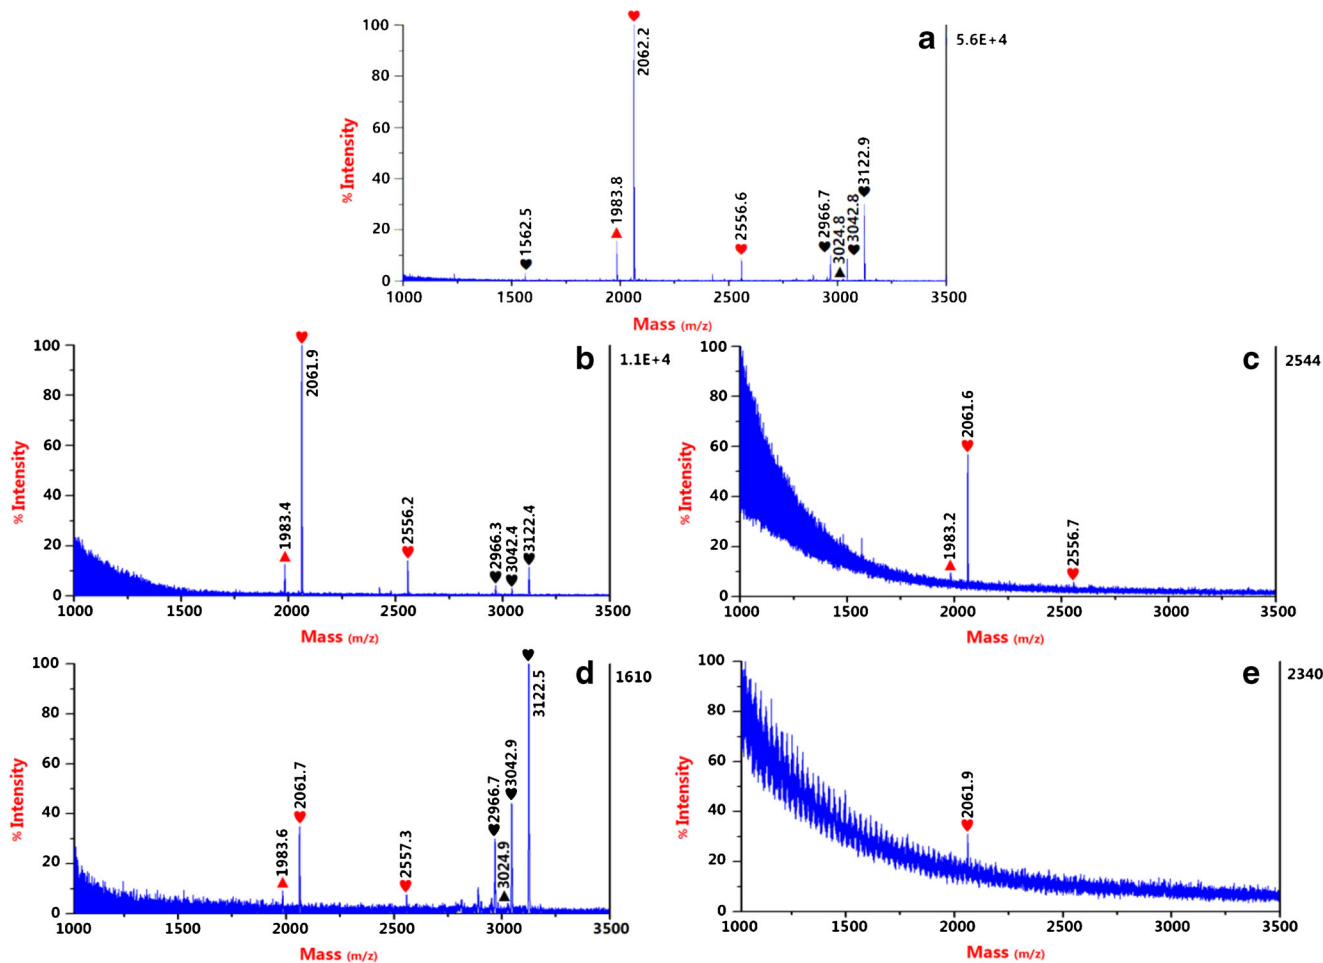 a
5.6E+4
% Intensity
100
80
60
40
20
0
1562.5
1983.8
2062.2
2556.6
2966.7
3024.8
3042.8
3122.9
1000 1500 2000 2500 3000 3500
Mass (m/z)
b
1.1E+4
% Intensity
100
80
60
40
20
0
1983.4
2061.9
2556.2
2966.3
3042.4
3122.4
1000 1500 2000 2500 3000 3500
Mass (m/z)
c
2544
% Intensity
100
80
60
40
20
0
1983.2
2061.6
2556.7
1000 1500 2000 2500 3000 3500
Mass (m/z)
d
1610
% Intensity
100
80
60
40
20
0
1983.6
2061.7
2557.3
2966.7
3024.9
3042.9
3122.5
1000 1500 2000 2500 3000 3500
Mass (m/z)
e
2340
% Intensity
100
80
60
40
20
0
2061.9
1000 1500 2000 2500 3000 3500
Mass (m/z)